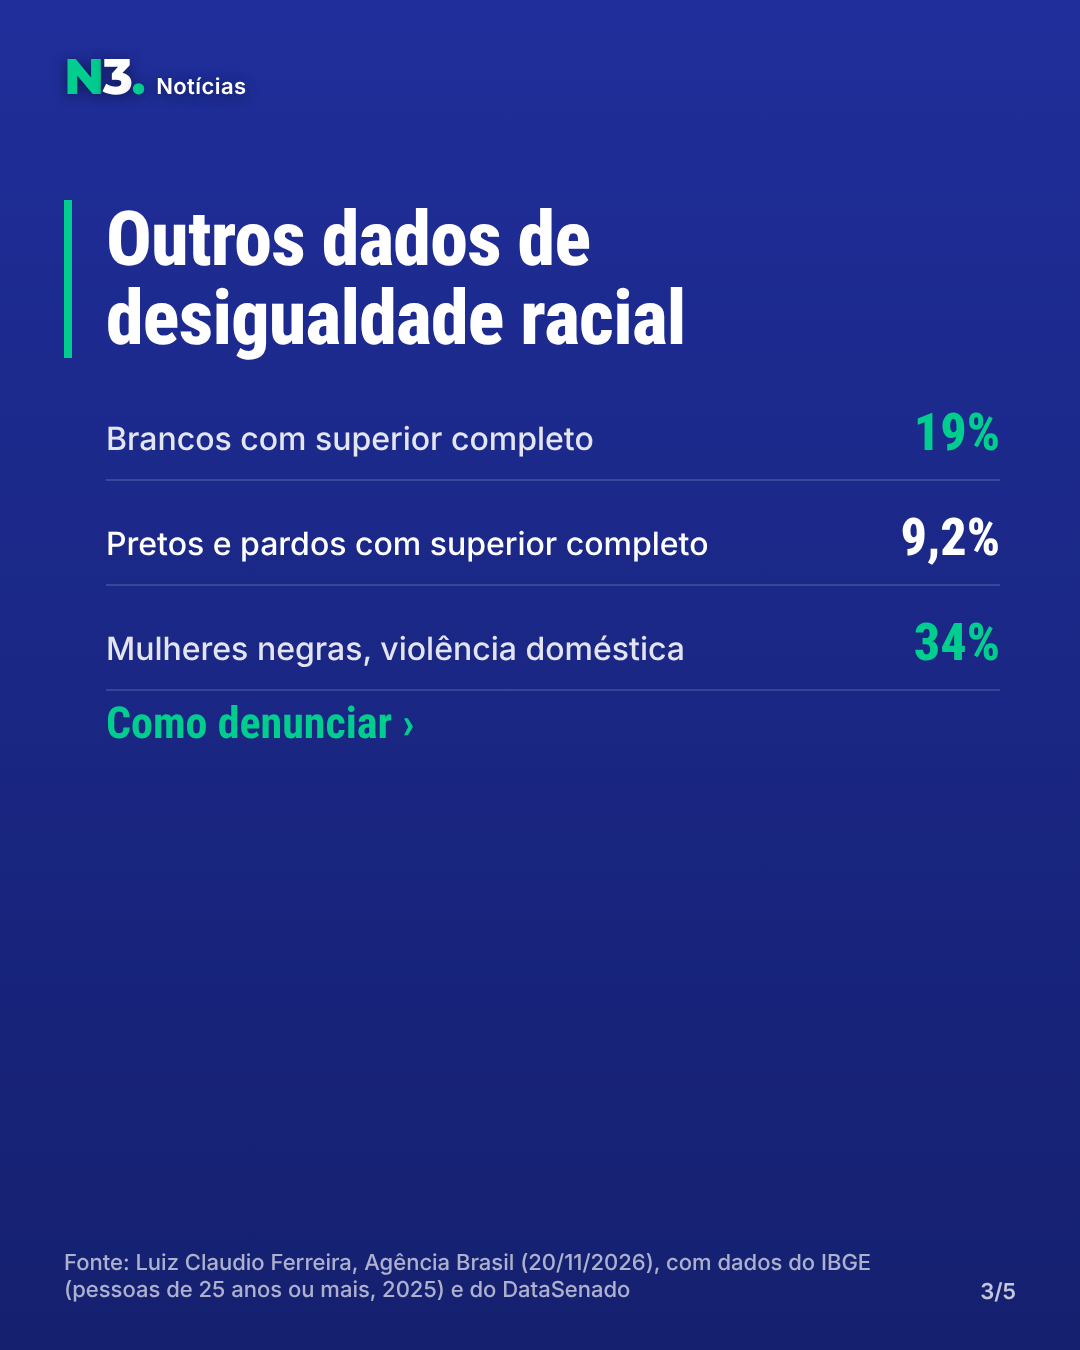 N3. Notícias
Outros dados de
desigualdade racial
Brancos com superior completo 19%
Pretos e pardos com superior completo 9,2%
Mulheres negras, violência doméstica 34%
Como denunciar ›
Fonte: Luiz Claudio Ferreira, Agência Brasil (20/11/2026), com dados do IBGE
(pessoas de 25 anos ou mais, 2025) e do DataSenado
3/5